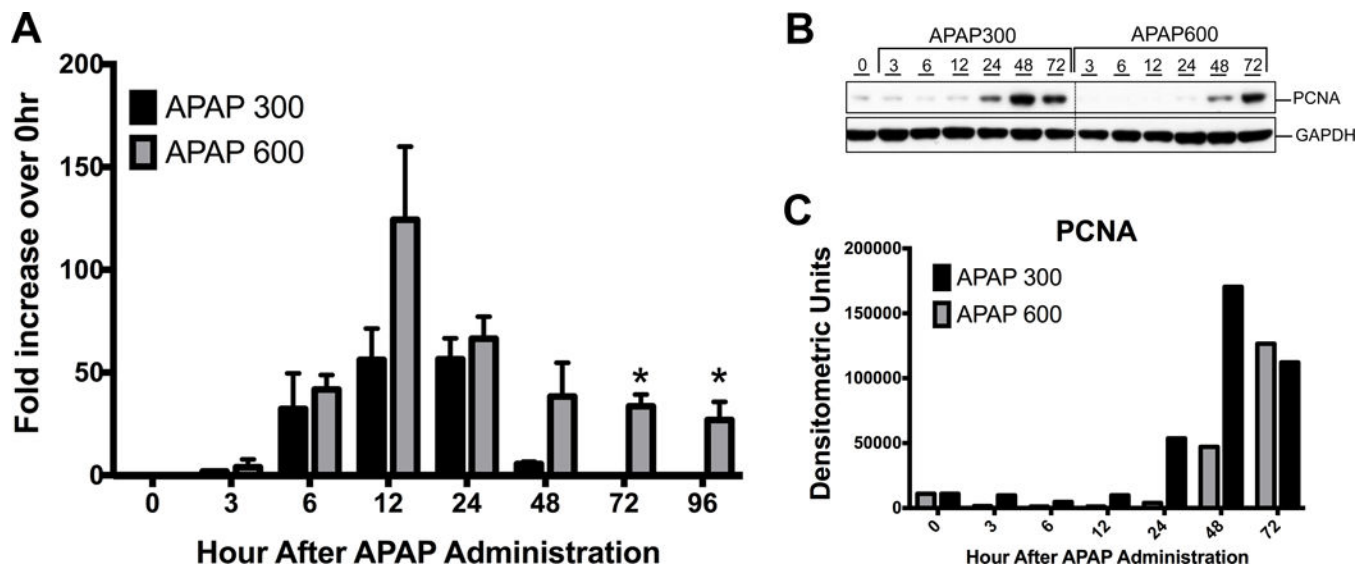 A
Fold increase over 0hr
200
150
100
50
0
APAP 300
APAP 600
* *
0 3 6 12 24 48 72 96
Hour After APAP Administration
B
APAP300 APAP600
0 3 6 12 24 48 72 3 6 12 24 48 72
PCNA
GAPDH
C
PCNA
Densitometric Units
200000
150000
100000
50000
0
APAP 300
APAP 600
0 3 6 12 24 48 72
Hour After APAP Administration